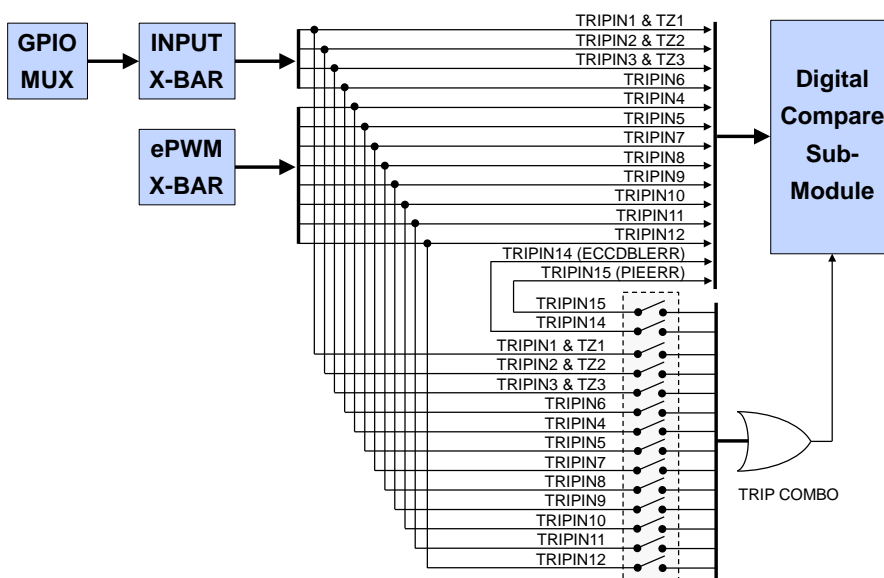 GPIO
MUX
INPUT
X-BAR
ePWM
X-BAR
TRIPIN1 & TZ1
TRIPIN2 & TZ2
TRIPIN3 & TZ3
TRIPIN6
TRIPIN4
TRIPIN5
TRIPIN7
TRIPIN8
TRIPIN9
TRIPIN10
TRIPIN11
TRIPIN12
TRIPIN14 (ECCDBLERR)
TRIPIN15 (PIEERR)
Digital
Compare
Sub-
Module
TRIPIN15
TRIPIN14
TRIPIN1 & TZ1
TRIPIN2 & TZ2
TRIPIN3 & TZ3
TRIPIN6
TRIPIN4
TRIPIN5
TRIPIN7
TRIPIN8
TRIPIN9
TRIPIN10
TRIPIN11
TRIPIN12
TRIP COMBO